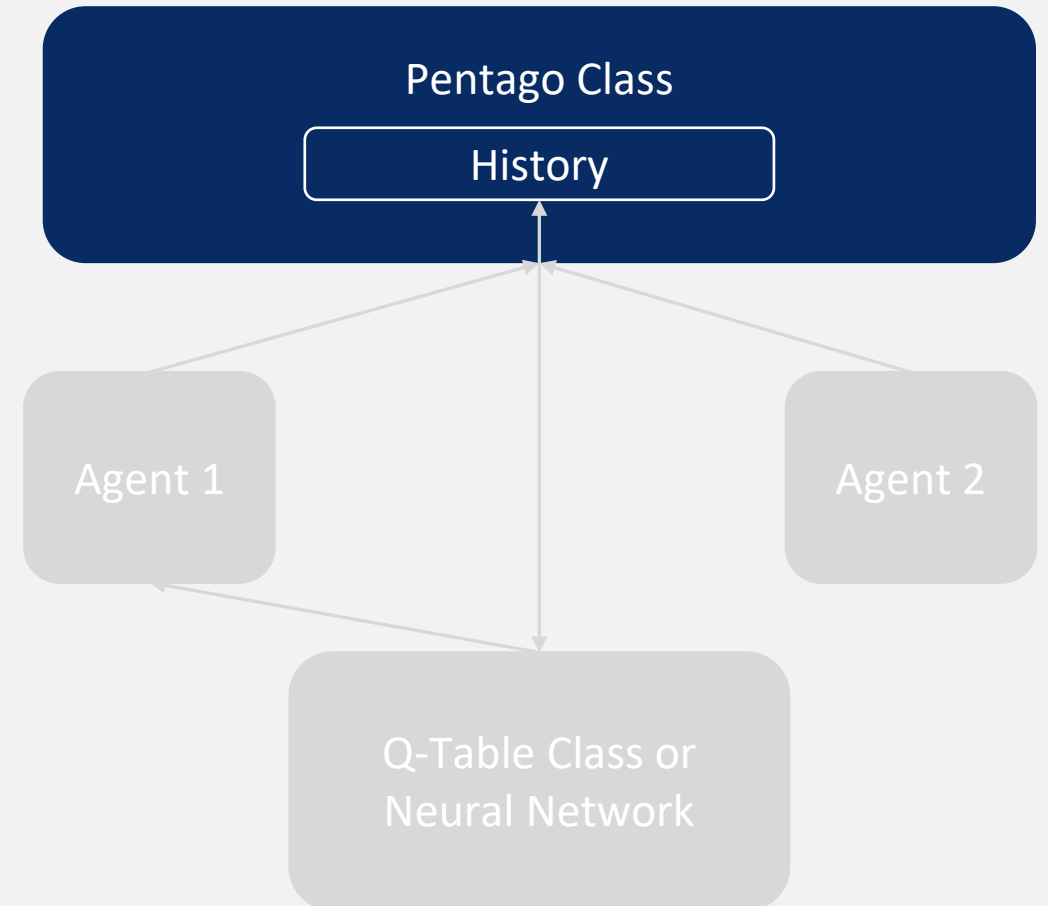 Pentago Class
History
Agent 1
Agent 2
Q-Table Class or
Neural Network